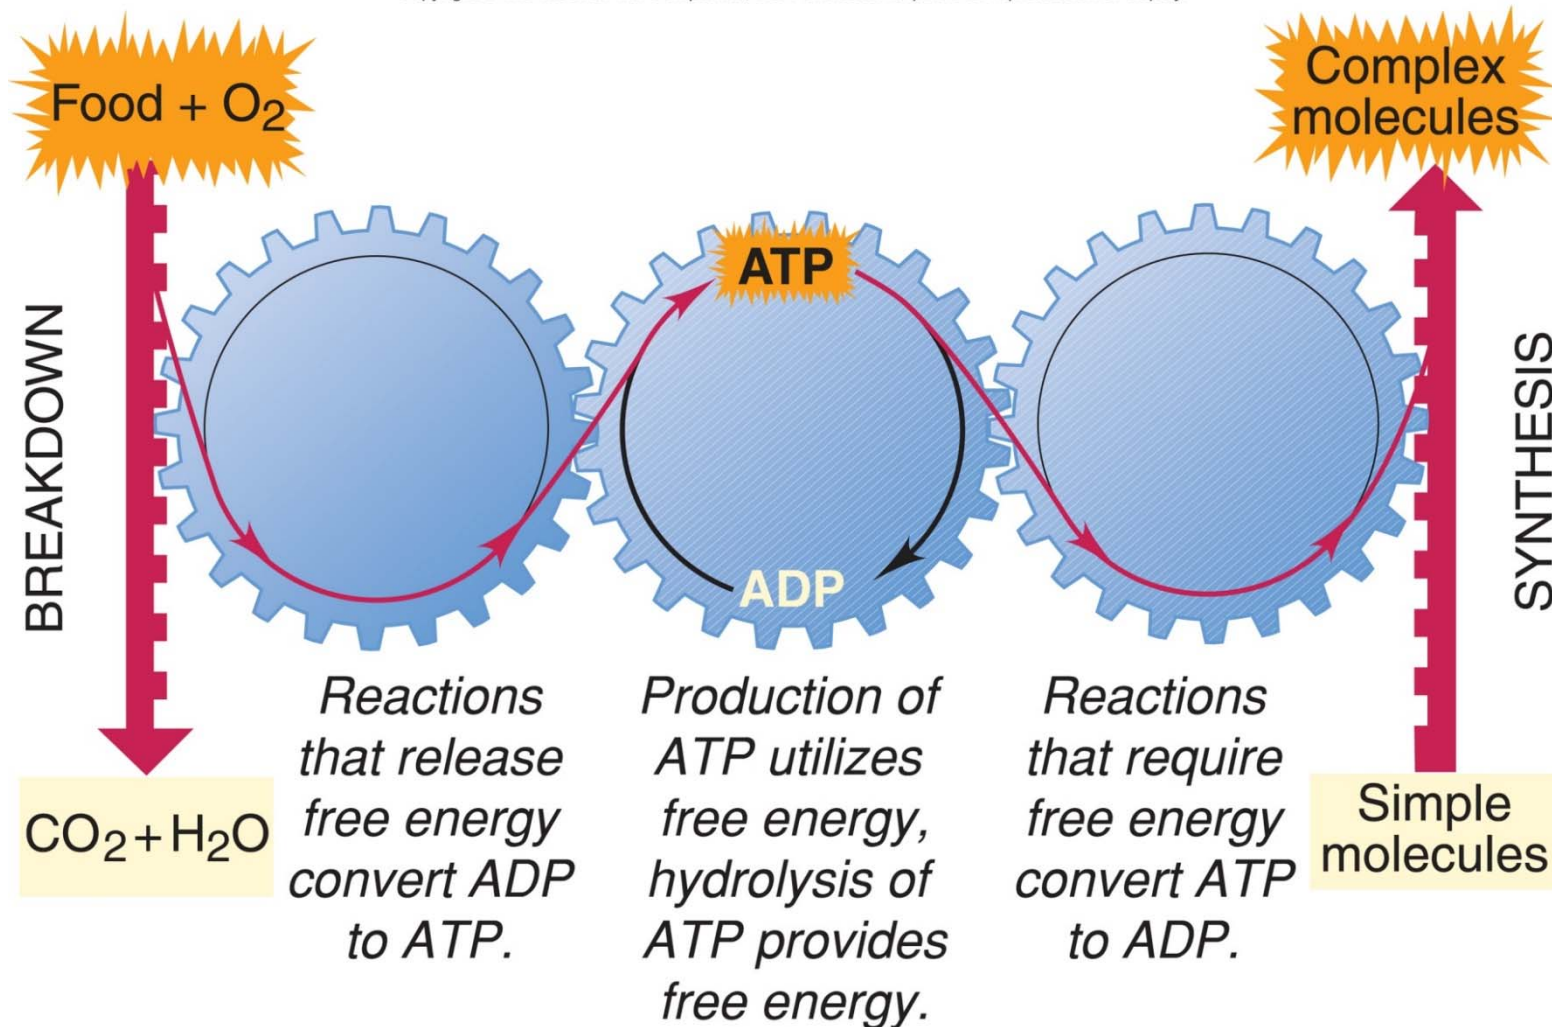 Food + O₂
Complex
molecules
BREAKDOWN
ATP
ADP
SYNTHESIS
CO₂ + H₂O
Reactions
that release
free energy
convert ADP
to ATP.
Production of
ATP utilizes
free energy,
hydrolysis of
ATP provides
free energy.
Reactions
that require
free energy
convert ATP
to ADP.
Simple
molecules